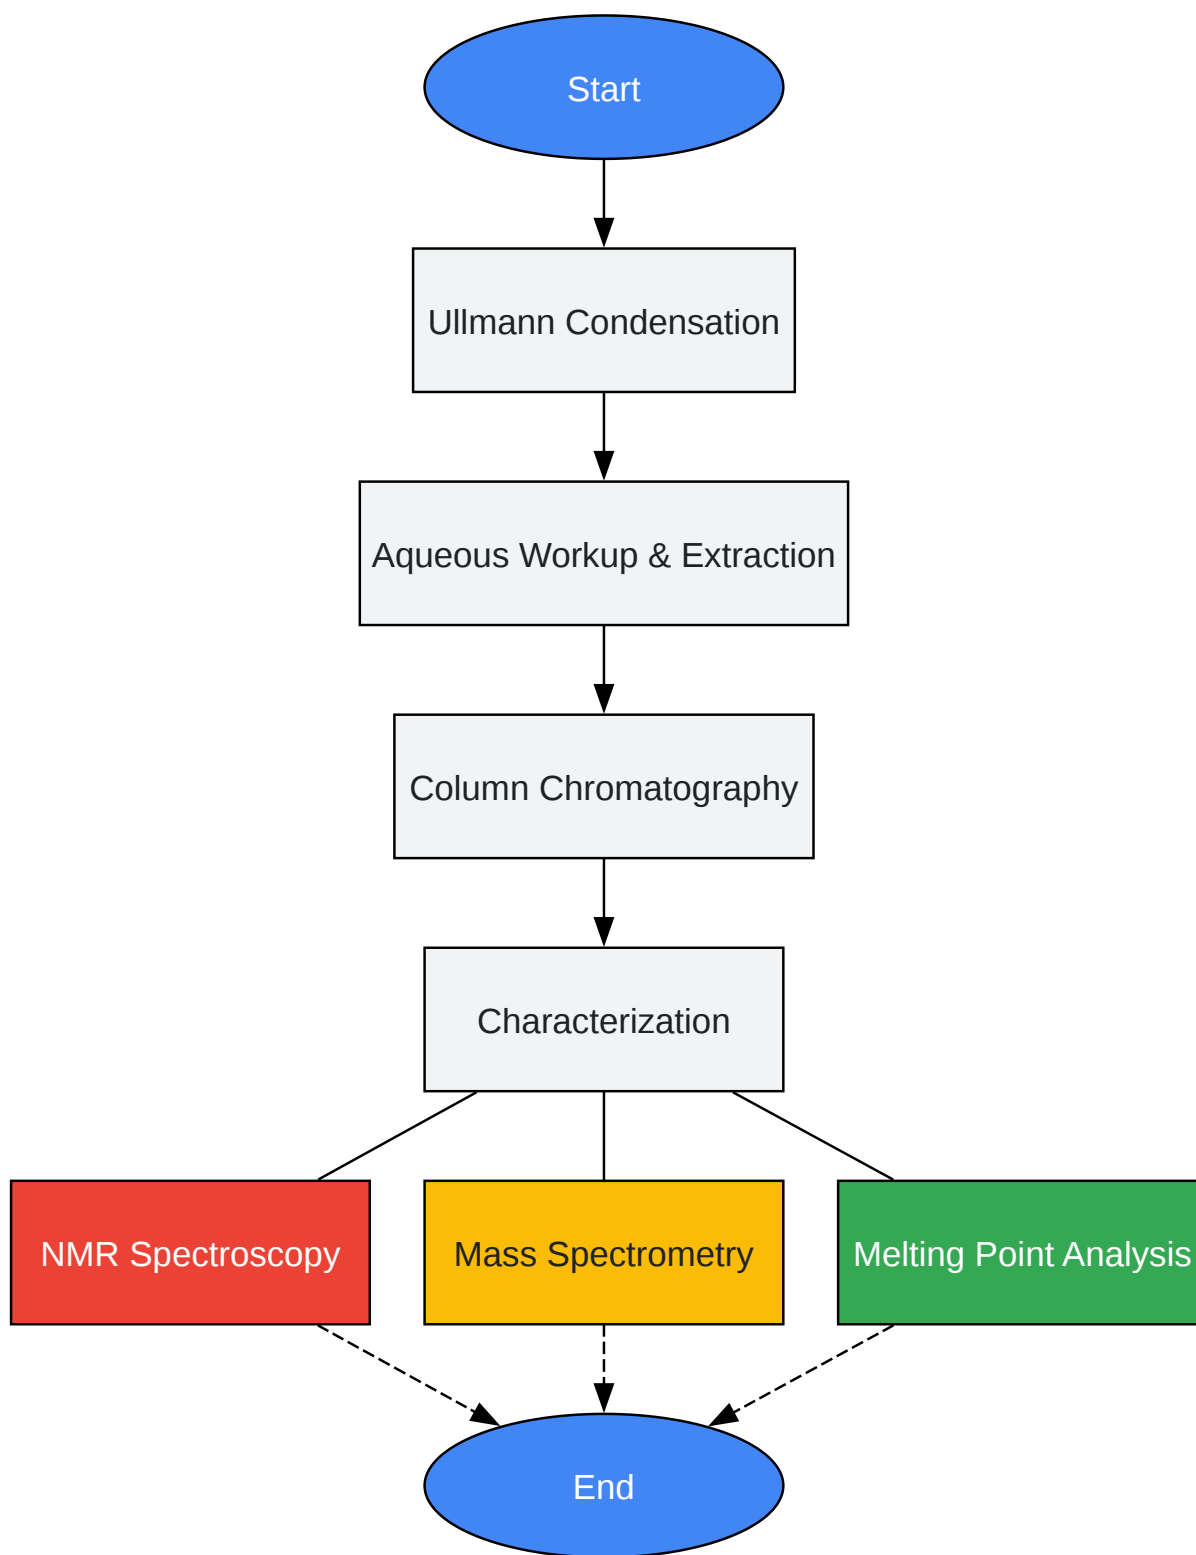 Start
Ullmann Condensation
Aqueous Workup & Extraction
Column Chromatography
Characterization
NMR Spectroscopy
Mass Spectrometry
Melting Point Analysis
End